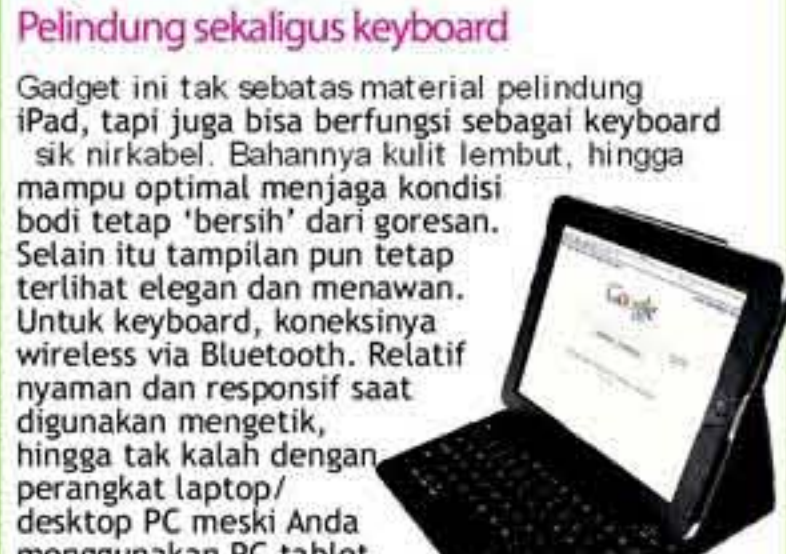 Pelindung sekaligus keyboard
Gadget ini tak sebatas material pelindung
iPad, tapi juga bisa berfungsi sebagai keyboard
sik nirkabel. Bahannya kulit lembut, hingga
mampu optimal menjaga kondisi
bodi tetap ‘bersih’ dari goresan.
Selain itu tampilan pun tetap
terlihat elegan dan menawan.
Untuk keyboard, koneksinya
wireless via Bluetooth. Relatif
nyaman dan responsif saat
digunakan mengetik,
hingga tak kalah dengan
perangkat laptop/
desktop PC meski Anda
menggunakan PC tablet
Google